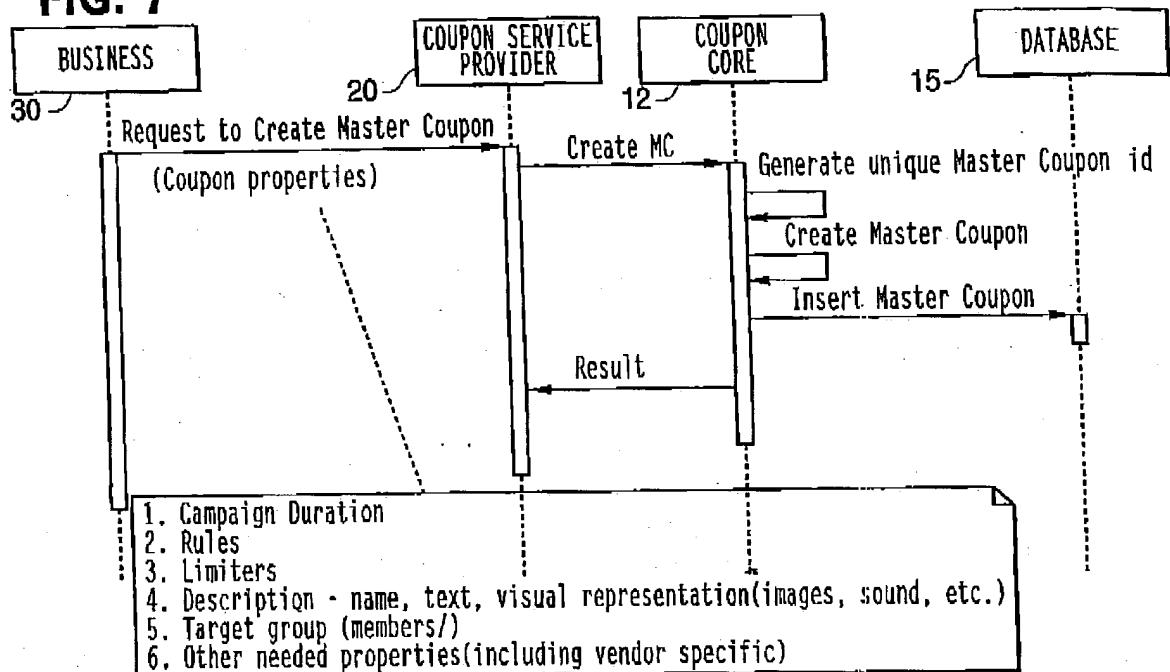 FIG. 7
BUSINESS
30
COUPON SERVICE
PROVIDER
20
COUPON
CORE
12
DATABASE
15
Request to Create Master Coupon
(Coupon properties)
Create MC
Generate unique Master Coupon id
Create Master Coupon
Insert Master Coupon
Result
1. Campaign Duration
2. Rules
3. Limiters
4. Description - name, text, visual representation(images, sound, etc.)
5. Target group (members/)
6. Other needed properties(including vendor specific)